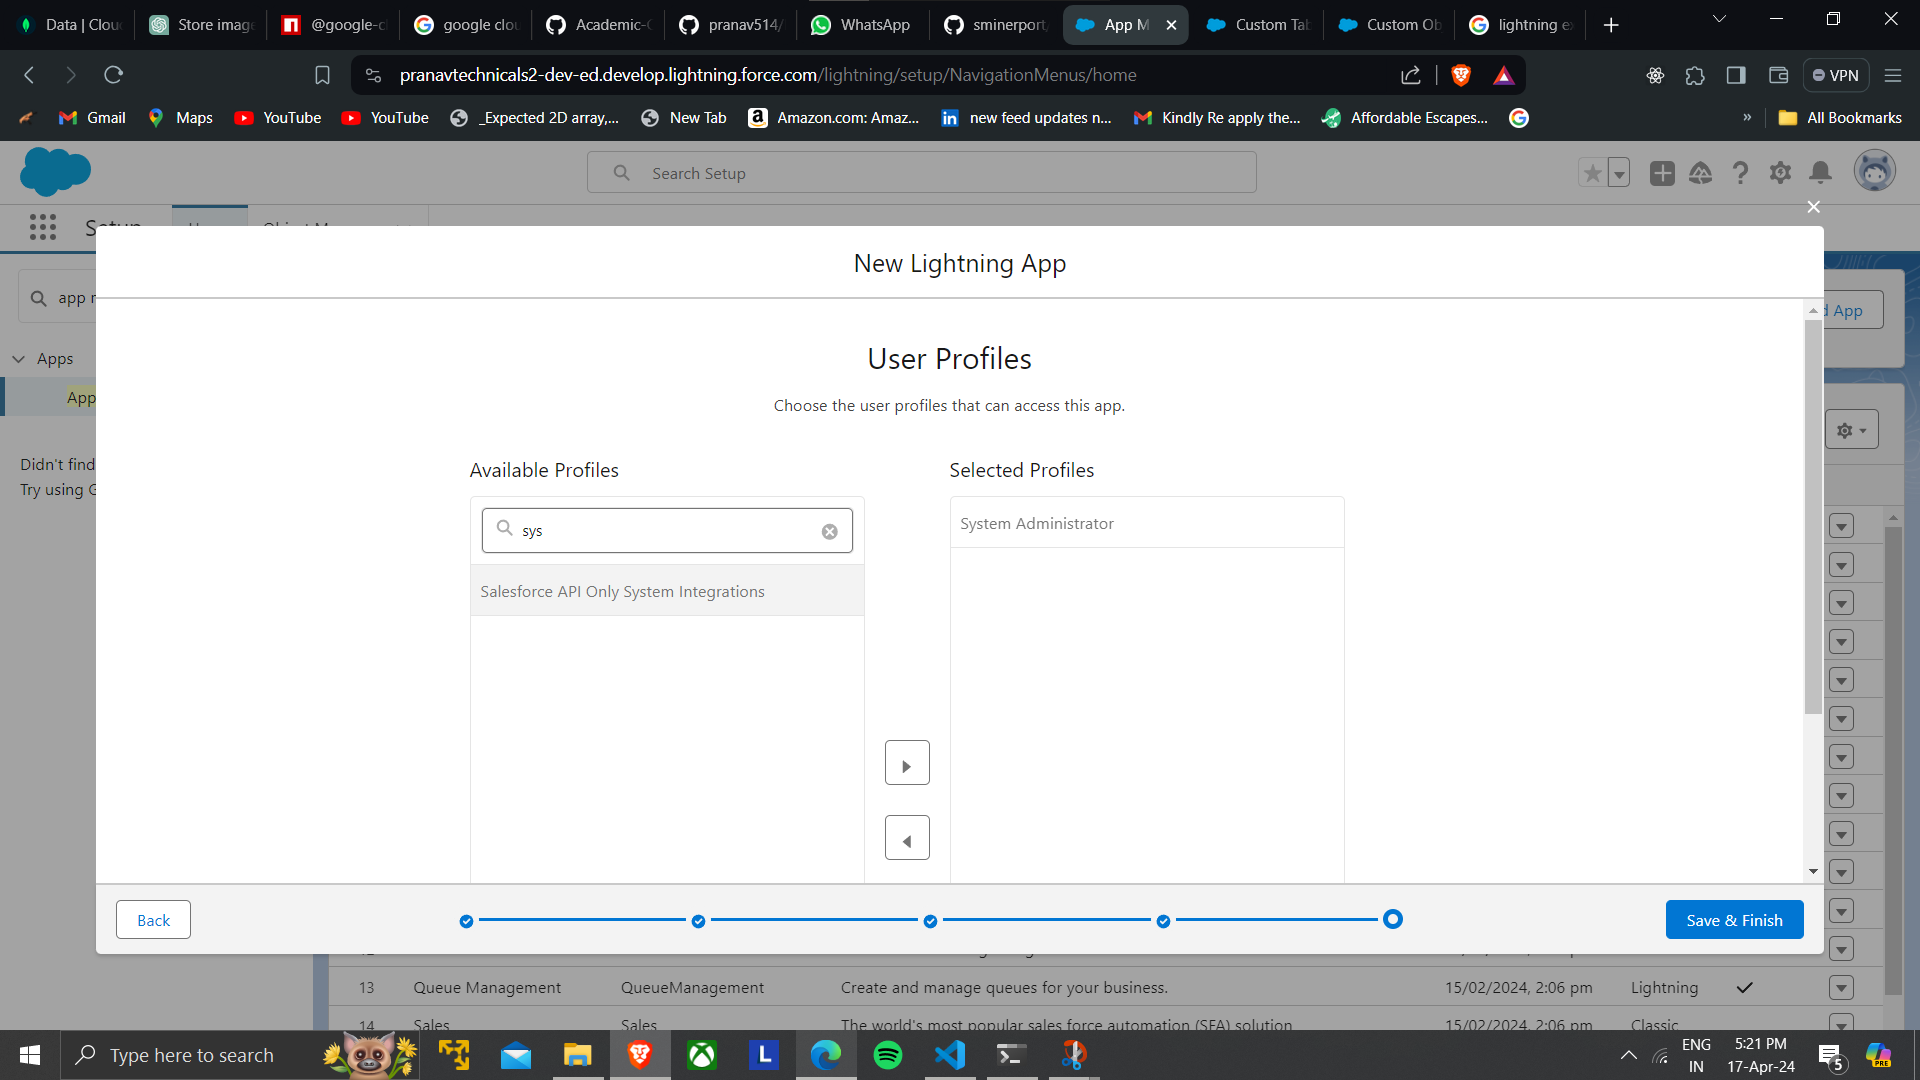 Data | Clou
Store imag
@google-cl
google clou
Academic-C
pranav514/
WhatsApp
sminerport
App M
Custom Tab
Custom Ob
lightning ex
pranavtechnicals2-dev-ed.develop.lightning.force.com/lightning/setup/NavigationMenus/home
VPN
Gmail
Maps
YouTube
YouTube
_Expected 2D array,...
New Tab
Amazon.com: Amaz...
new feed updates n...
Kindly Re apply the...
Affordable Escapes...
»
All Bookmarks
Search Setup
Setup
New Lightning App
app
d App
User Profiles
Apps
Choose the user profiles that can access this app.
App
Didn't find
Try using G
Available Profiles
Selected Profiles
sys
System Administrator
Salesforce API Only System Integrations
Back
Save & Finish
13 Queue Management QueueManagement Create and manage queues for your business. 15/02/2024, 2:06 pm Lightning
14 Sales Sales The world's most popular sales force automation (SFA) solution 15/02/2024, 2:06 pm Classic
Type here to search
L
ENG
IN
5:21 PM
17-Apr-24
5
PRE